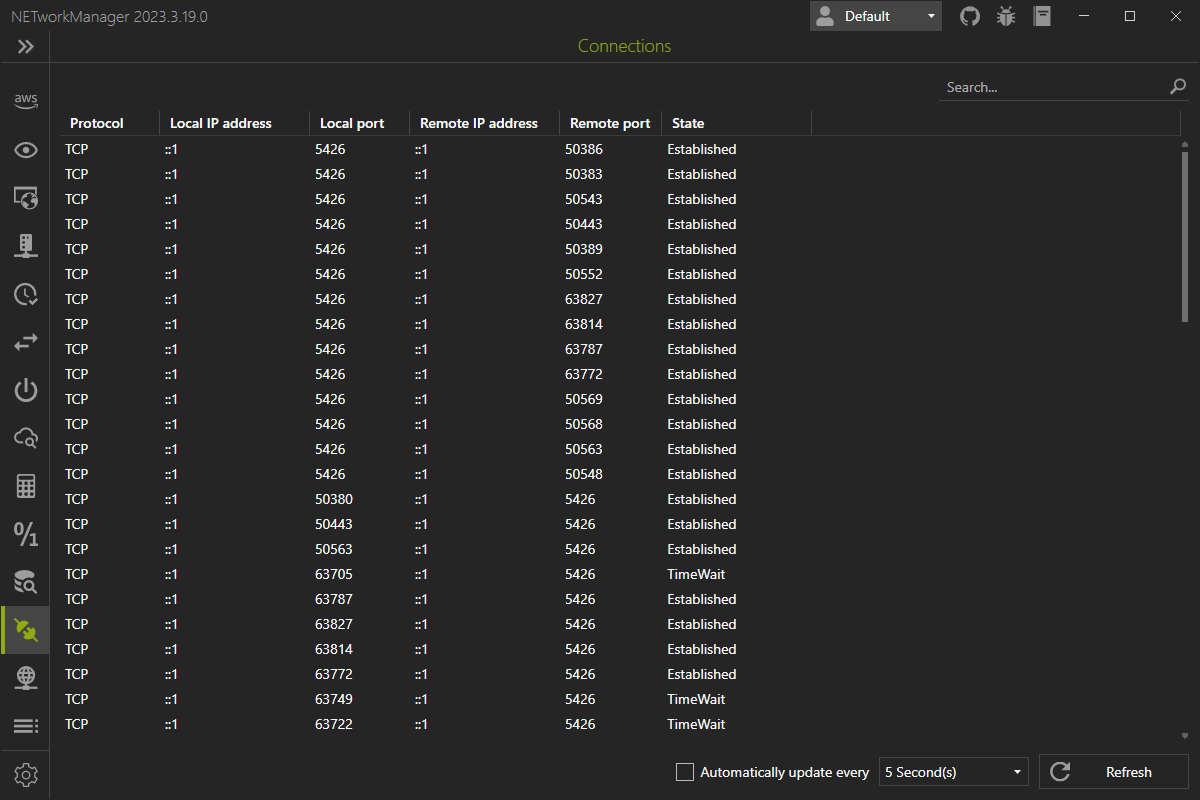 NETworkManager 2023.3.19.0
Default
Connections
aws
Search...
Protocol Local IP address Local port Remote IP address Remote port State
TCP ::1 5426 ::1 50386 Established
TCP ::1 5426 ::1 50383 Established
TCP ::1 5426 ::1 50543 Established
TCP ::1 5426 ::1 50443 Established
TCP ::1 5426 ::1 50389 Established
TCP ::1 5426 ::1 50552 Established
TCP ::1 5426 ::1 63827 Established
TCP ::1 5426 ::1 63814 Established
TCP ::1 5426 ::1 63787 Established
TCP ::1 5426 ::1 63772 Established
TCP ::1 5426 ::1 50569 Established
TCP ::1 5426 ::1 50568 Established
TCP ::1 5426 ::1 50563 Established
TCP ::1 5426 ::1 50548 Established
TCP ::1 50380 ::1 5426 Established
TCP ::1 50443 ::1 5426 Established
TCP ::1 50563 ::1 5426 Established
TCP ::1 63705 ::1 5426 TimeWait
TCP ::1 63787 ::1 5426 Established
TCP ::1 63827 ::1 5426 Established
TCP ::1 63814 ::1 5426 Established
TCP ::1 63772 ::1 5426 Established
TCP ::1 63749 ::1 5426 TimeWait
TCP ::1 63722 ::1 5426 TimeWait
Automatically update every 5 Second(s) Refresh